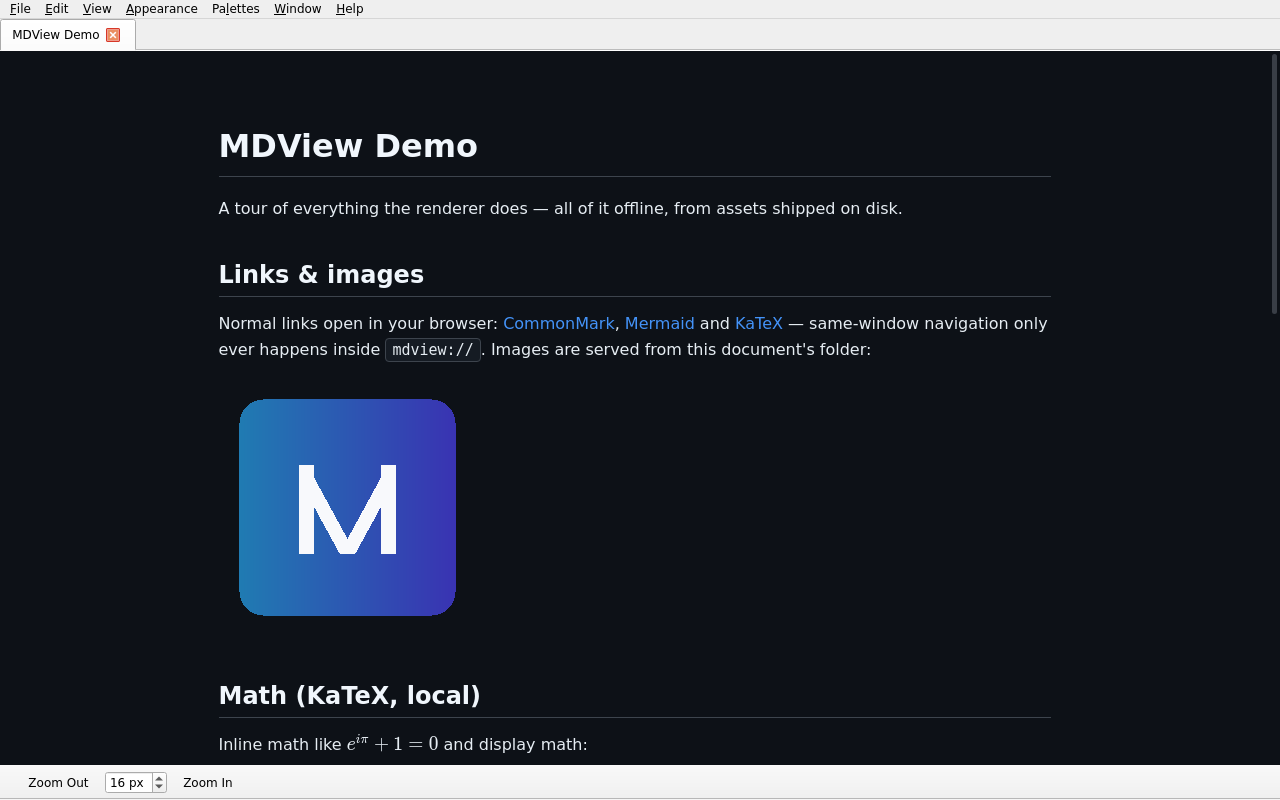 File Edit View Appearance Palettes Window Help
MDView Demo
MDView Demo
A tour of everything the renderer does — all of it offline, from assets shipped on disk.
Links & images
Normal links open in your browser: CommonMark, Mermaid and KaTeX — same-window navigation only
ever happens inside mdview://. Images are served from this document's folder:
M
Math (KaTeX, local)
Inline math like e^{iπ} + 1 = 0 and display math:
Zoom Out 16 px Zoom In